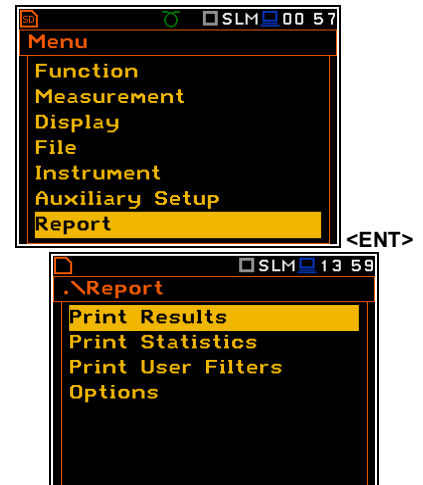 SD SLM 00 57
Menu
Function
Measurement
Display
File
Instrument
Auxiliary Setup
Report
<ENT>
SLM 13 59
.\Report
Print Results
Print Statistics
Print User Filters
Options